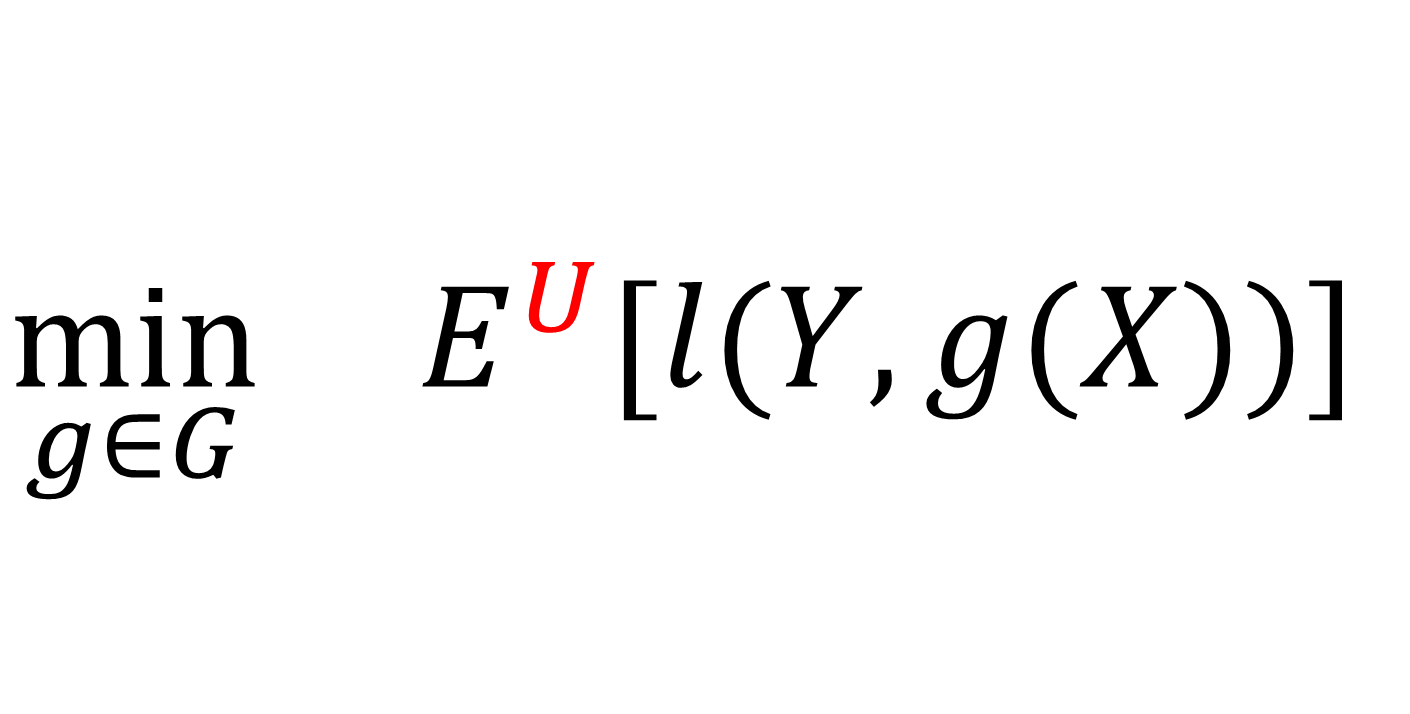 min E^U [l(Y, g(X))]
g∈G